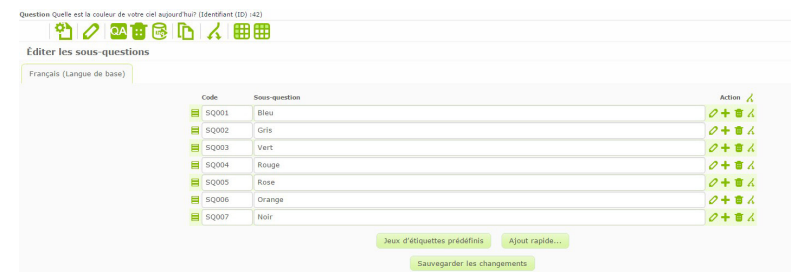 Question Quelle est la couleur de votre ciel aujourd'hui? (Identifiant (ID) :42)
QA
Éditer les sous-questions
Français (Langue de base)
Code Sous-question Action
SQ001 Bleu
SQ002 Gris
SQ003 Vert
SQ004 Rouge
SQ005 Rose
SQ006 Orange
SQ007 Noir
Jeux d'étiquettes prédéfinis Ajout rapide...
Sauvegarder les changements